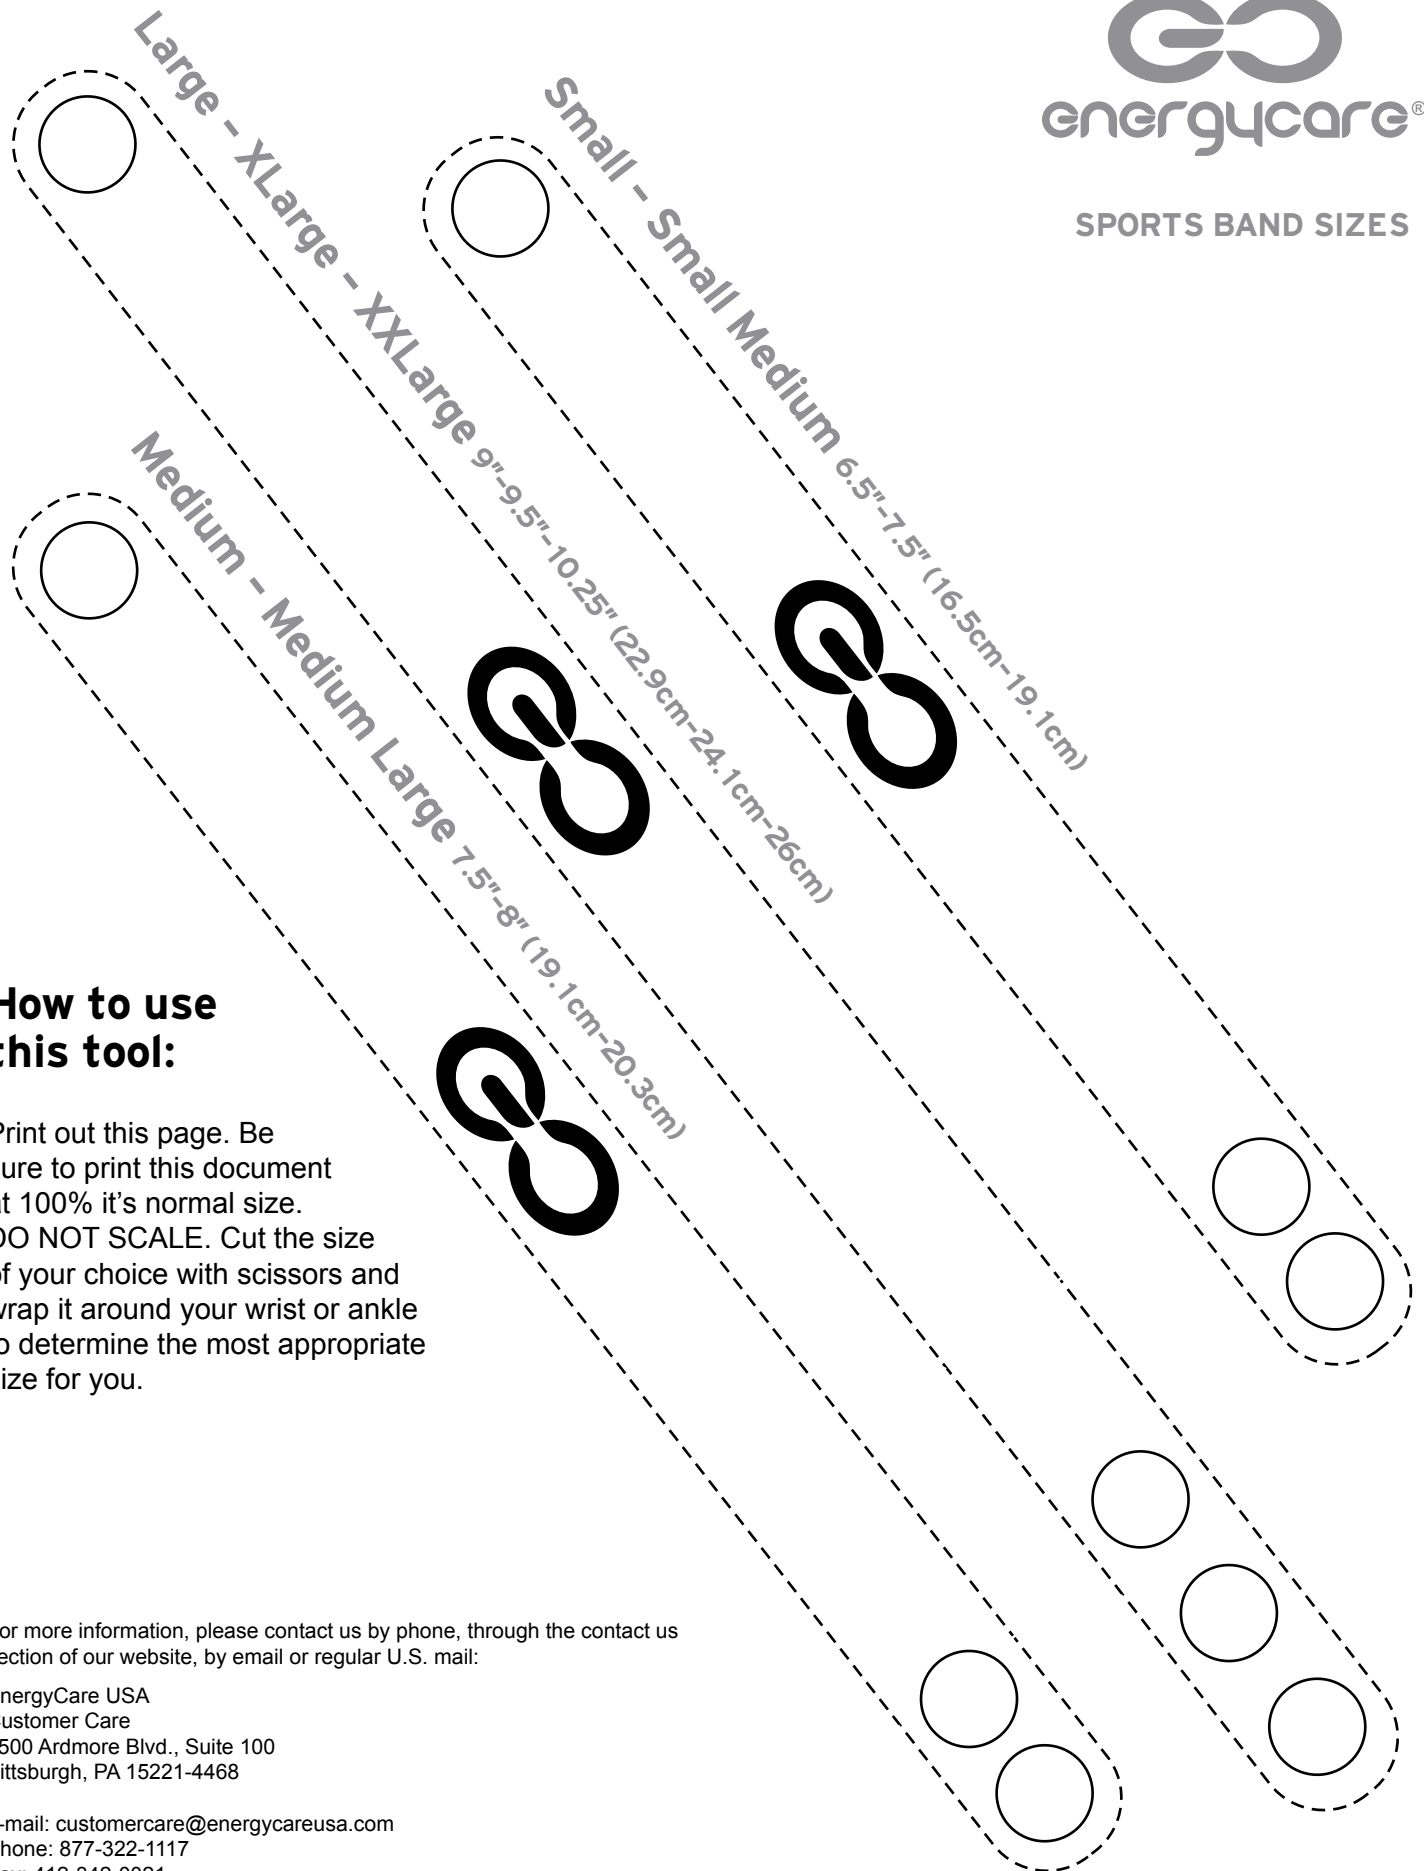 energycare®
SPORTS BAND SIZES
Large - XLarge - XXLarge 9"-9.5"-10.25" (22.9cm-24.1cm-26cm)
Small - Small Medium 6.5"-7.5" (16.5cm-19.1cm)
Medium - Medium Large 7.5"-8" (19.1cm-20.3cm)
How to use
this tool:
Print out this page. Be
ure to print this document
at 100% it’s normal size.
DO NOT SCALE. Cut the size
of your choice with scissors and
wrap it around your wrist or ankle
to determine the most appropriate
ize for you.
or more information, please contact us by phone, through the contact us
ection of our website, by email or regular U.S. mail:
nergyCare USA
ustomer Care
500 Ardmore Blvd., Suite 100
ittsburgh, PA 15221-4468
-mail: customercare@energycareusa.com
hone: 877-322-1117